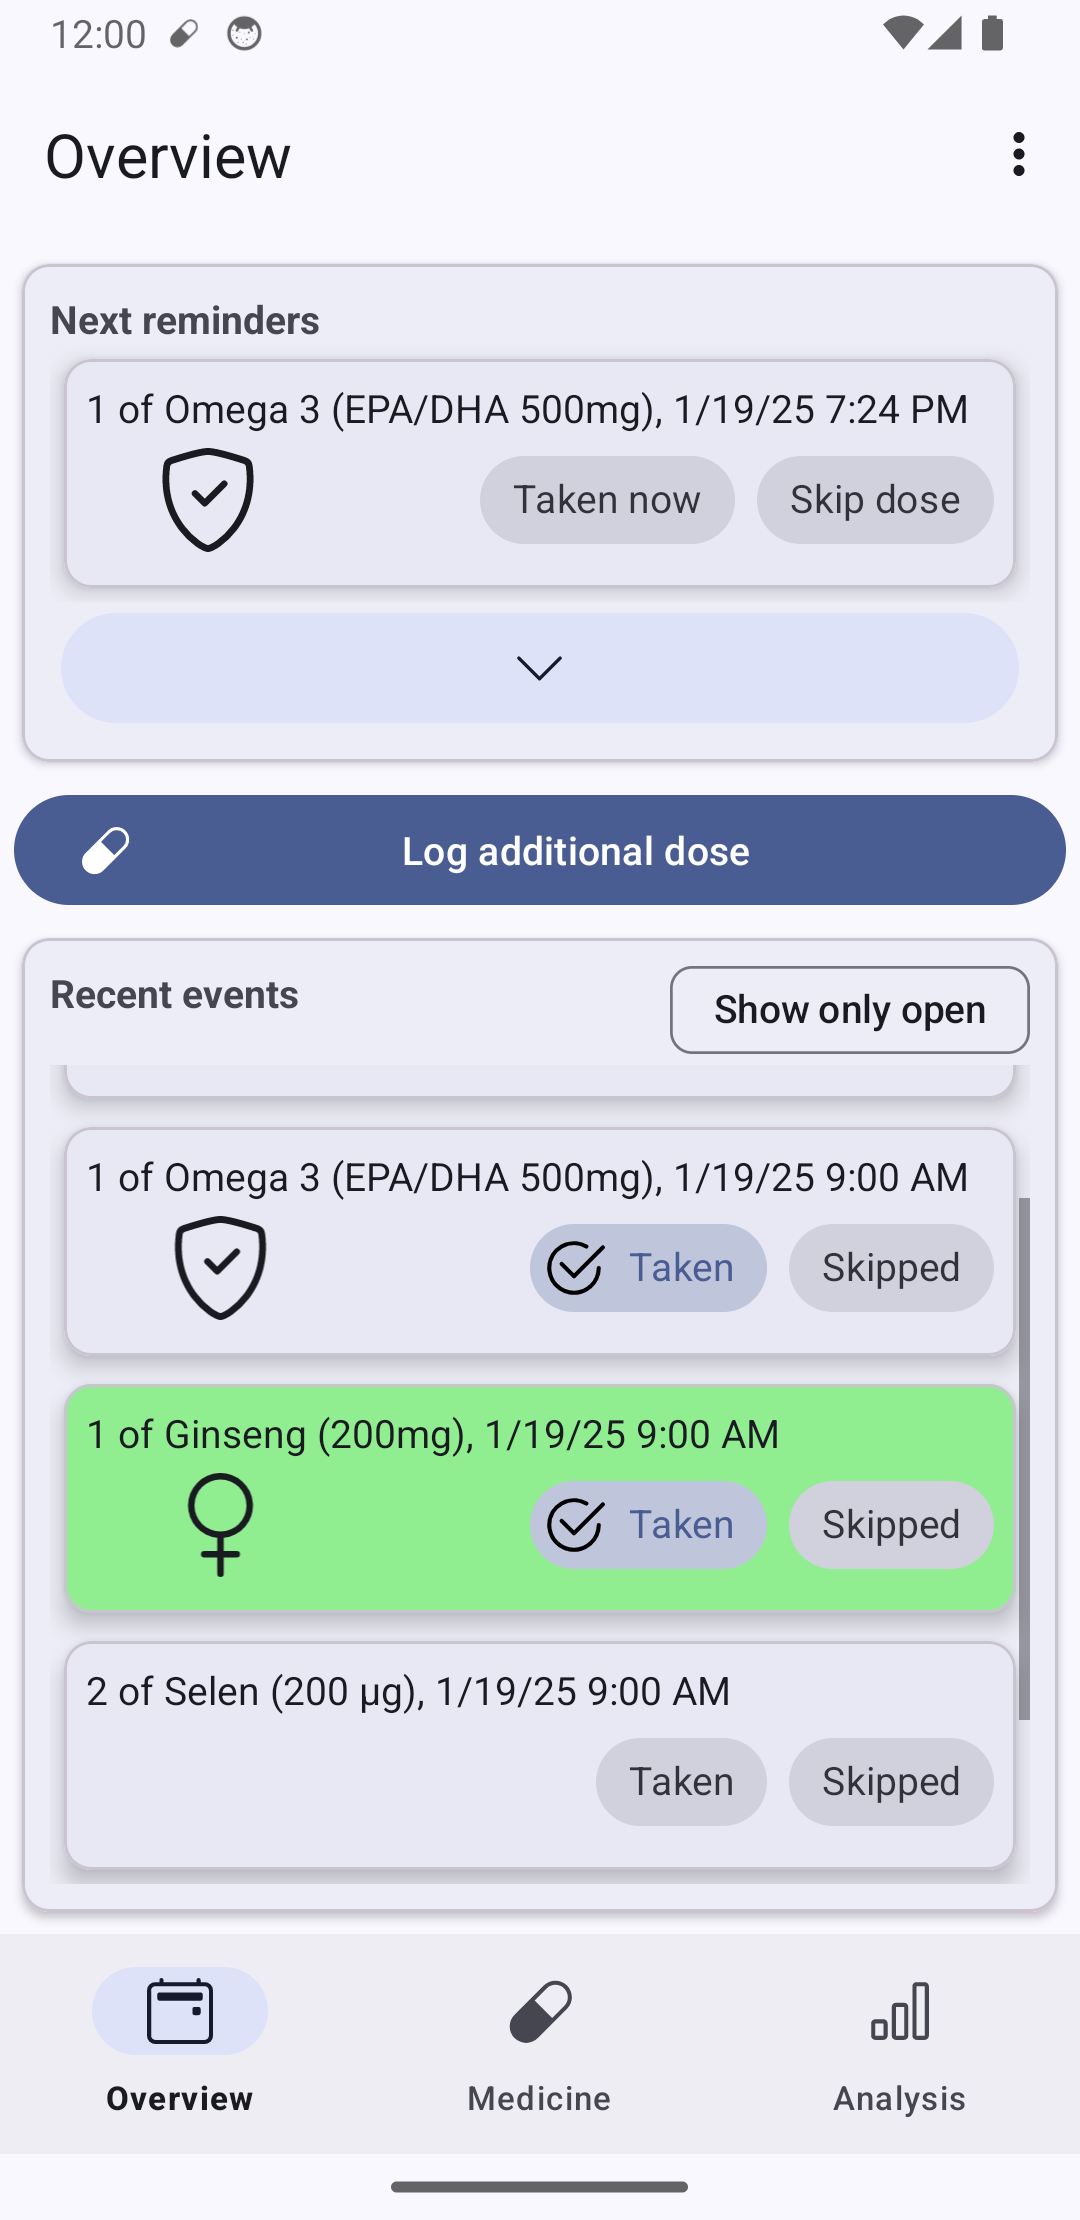 12:00
Overview
Next reminders
1 of Omega 3 (EPA/DHA 500mg), 1/19/25 7:24 PM
Taken now
Skip dose
Log additional dose
Recent events
Show only open
1 of Omega 3 (EPA/DHA 500mg), 1/19/25 9:00 AM
Taken
Skipped
1 of Ginseng (200mg), 1/19/25 9:00 AM
Taken
Skipped
2 of Selen (200 µg), 1/19/25 9:00 AM
Taken
Skipped
Overview
Medicine
Analysis